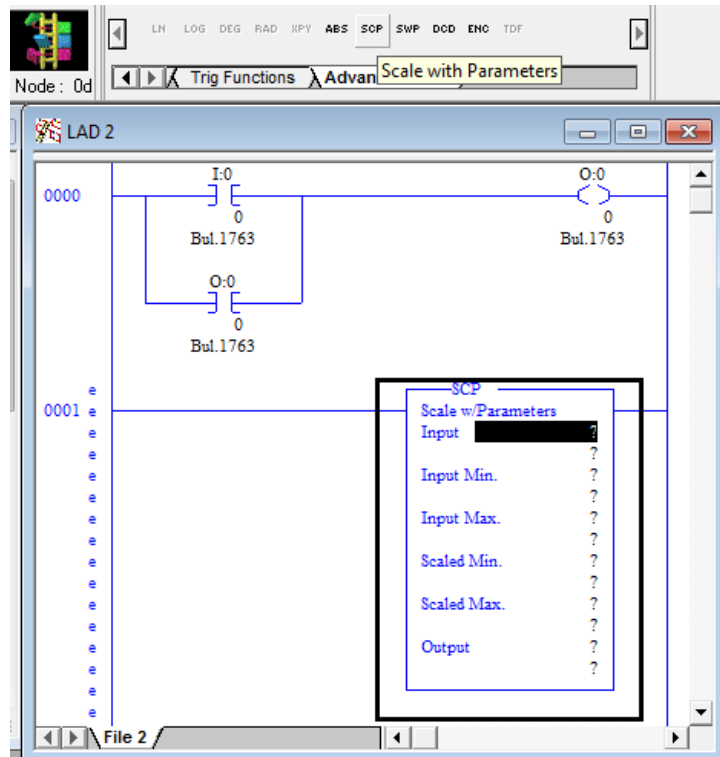 LN LOG DEG RAD XPY ABS SCP SWP DCD ENC TDF
Node: 0d
Trig Functions Advan
Scale with Parameters
LAD 2
I:0 O:0
0000
0 0
Bul.1763 Bul.1763
O:0
0
Bul.1763
e SCP
0001 e Scale w/Parameters
e Input ?
e ?
e Input Min. ?
e ?
e Input Max. ?
e ?
e Scaled Min. ?
e ?
e Scaled Max. ?
e ?
e Output ?
e ?
e
e
File 2